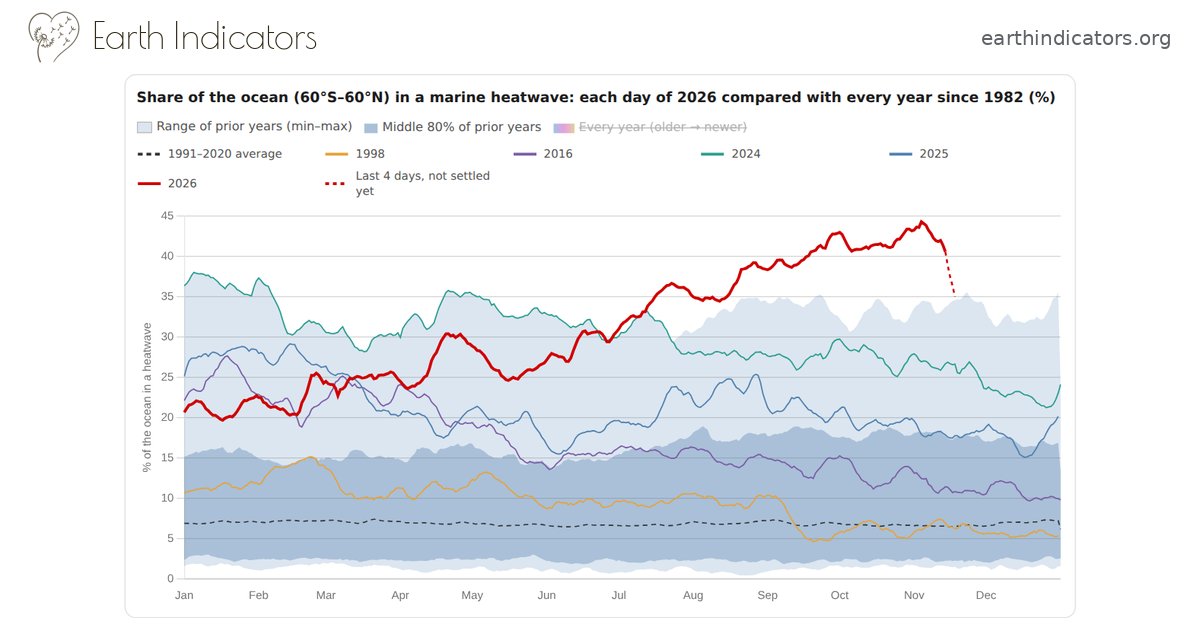 Earth Indicators
earthindicators.org
Share of the ocean (60°S–60°N) in a marine heatwave: each day of 2026 compared with every year since 1982 (%)
Range of prior years (min–max) Middle 80% of prior years Every year (older → newer)
1991–2020 average 1998 2016 2024 2025
2026 Last 4 days, not settled
yet
% of the ocean in a heatwave
45
40
35
30
25
20
15
10
5
0
Jan Feb Mar Apr May Jun Jul Aug Sep Oct Nov Dec